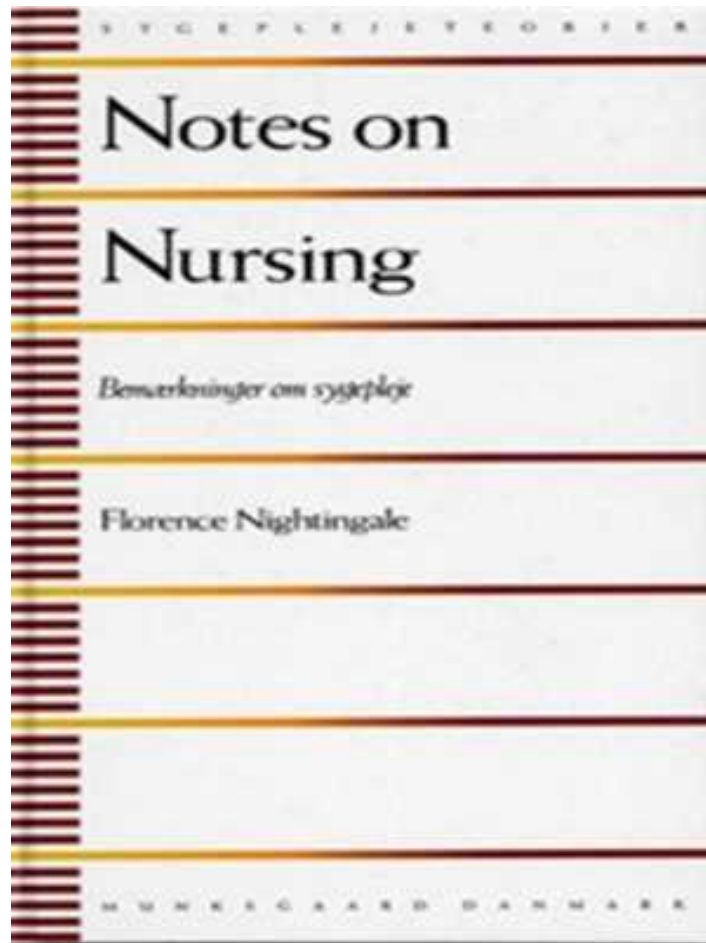 SYGEPLEJETEORIER
Notes on
Nursing
Bemærkninger om sygepleje
Florence Nightingale
MUNKSGAARD DANMARK